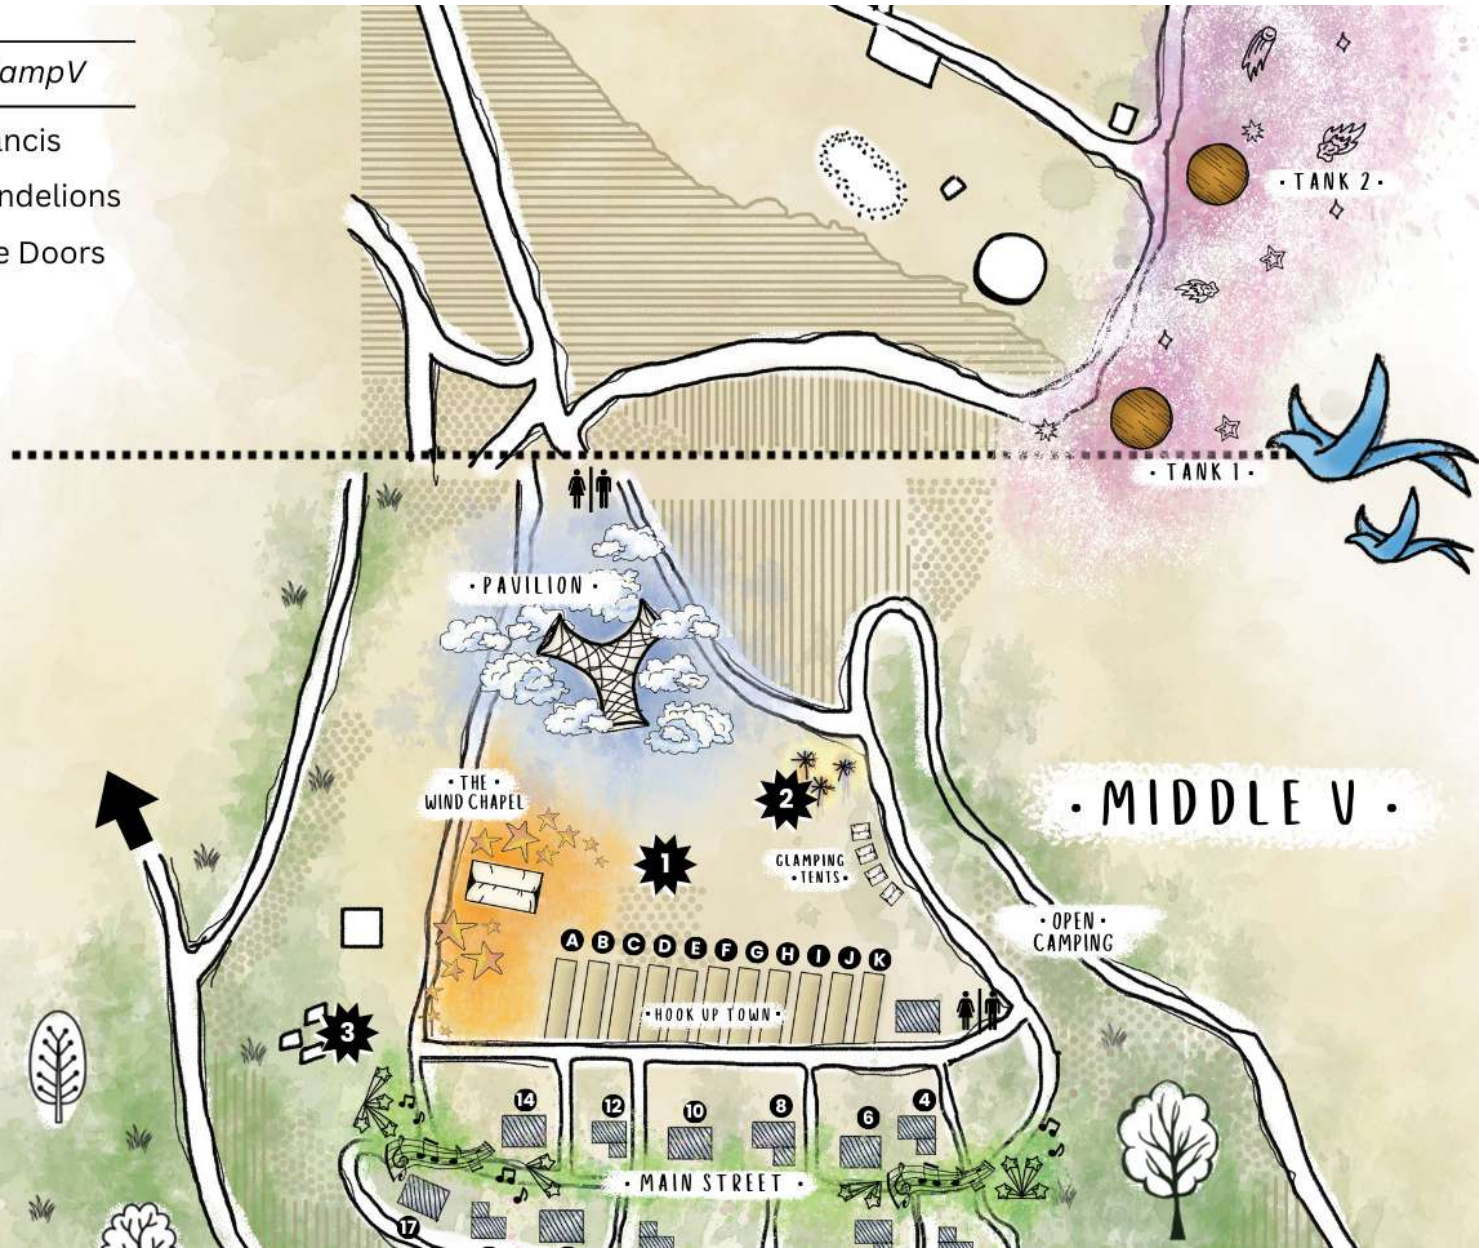 ampV
ancis
ndelions
e Doors
· TANK 2 ·
· TANK 1 ·
· PAVILION ·
· THE ·
WIND CHAPEL
2
1
GLAMPING
· TENTS ·
· MIDDLE V ·
· OPEN ·
CAMPING
A B C D E F G H I J K
· HOOK UP TOWN ·
3
14 12 10 8 6 4
· MAIN STREET ·
17